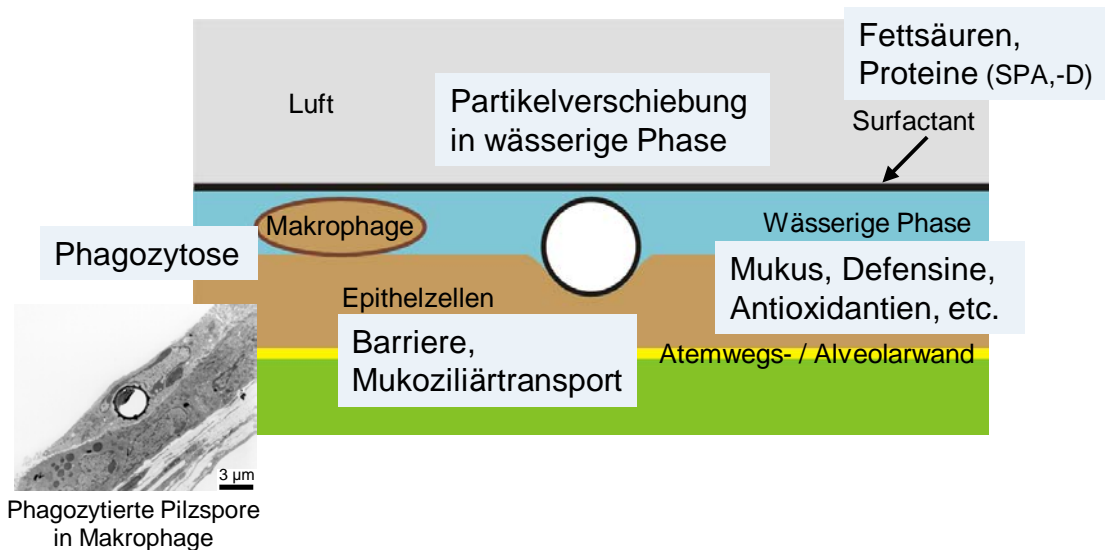 Fettsäuren,
Proteine (SPA,-D)
Luft
Partikelverschiebung
in wässerige Phase
Surfactant
Makrophage
Wässerige Phase
Phagozytose
Mukus, Defensine,
Antioxidantien, etc.
Epithelzellen
Barriere,
Mukoziliärtransport
Atemwegs- / Alveolarwand
3 µm
Phagozytierte Pilzspore
in Makrophage